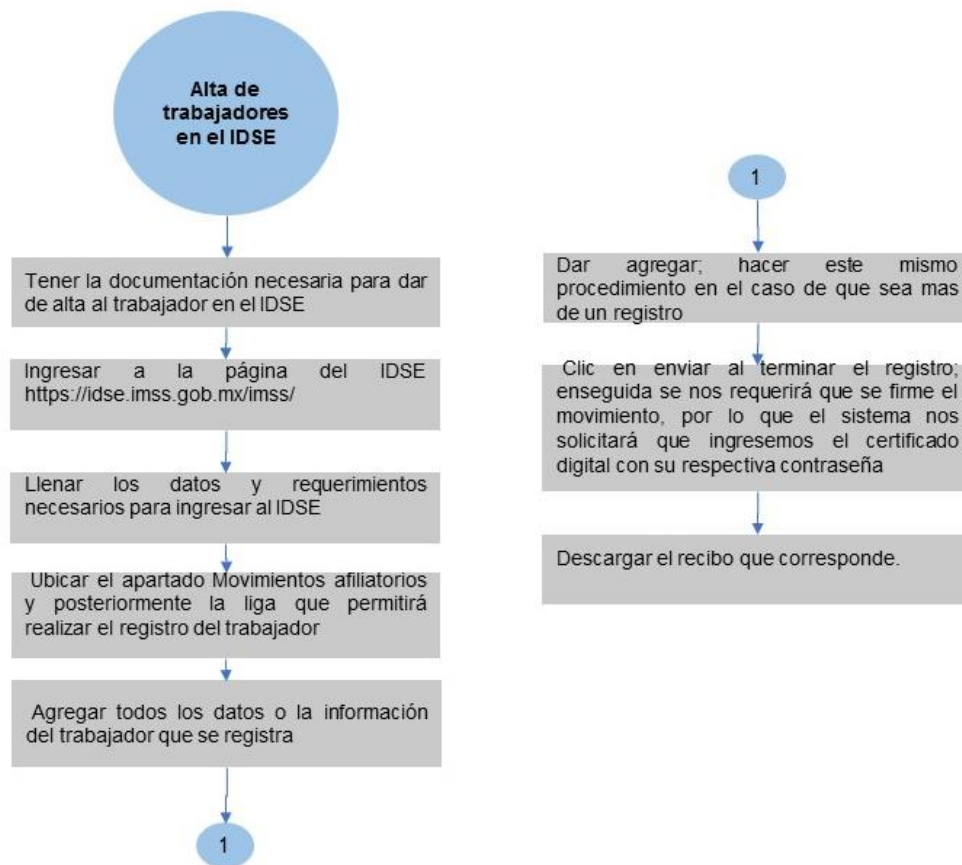 Alta de
trabajadores
en el IDSE
Tener la documentación necesaria para dar
de alta al trabajador en el IDSE
Ingresar a la página del IDSE
https://idse.imss.gob.mx/imss/
Llenar los datos y requerimientos
necesarios para ingresar al IDSE
Ubicar el apartado Movimientos afiliatorios
y posteriormente la liga que permitirá
realizar el registro del trabajador
Agregar todos los datos o la información
del trabajador que se registra
1
1
Dar agregar; hacer este mismo
procedimiento en el caso de que sea mas
de un registro
Clic en enviar al terminar el registro;
enseguida se nos requerirá que se firme el
movimiento, por lo que el sistema nos
solicitará que ingresemos el certificado
digital con su respectiva contraseña
Descargar el recibo que corresponde.